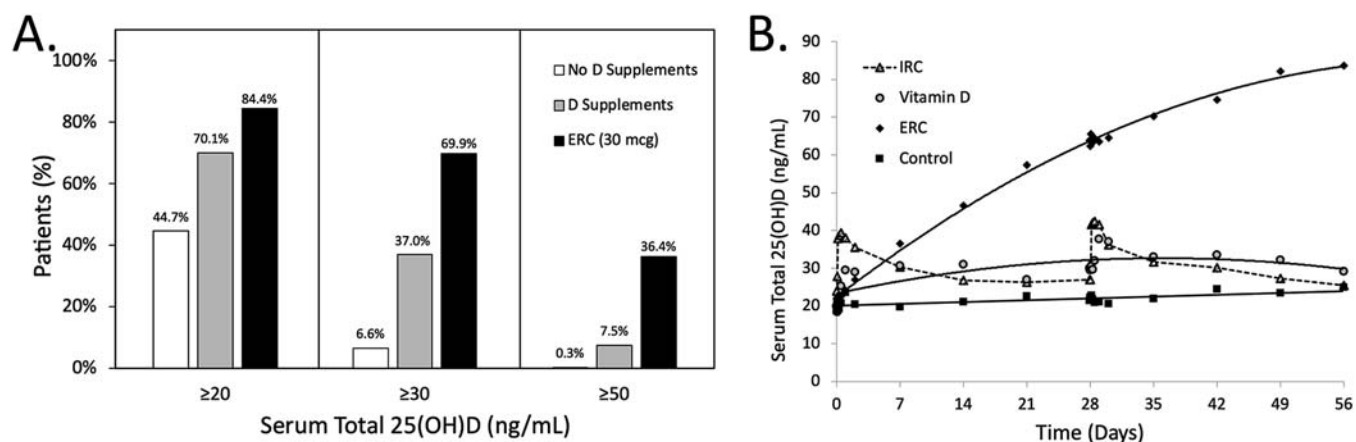 A.
100%
80%
60%
40%
20%
0%
Patients (%)
No D Supplements
D Supplements
ERC (30 mcg)
44.7%
70.1%
84.4%
6.6%
37.0%
69.9%
0.3%
7.5%
36.4%
≥20
≥30
≥50
Serum Total 25(OH)D (ng/mL)
B.
90
80
70
60
50
40
30
20
10
0
Serum Total 25(OH)D (ng/mL)
IRC
Vitamin D
ERC
Control
0 7 14 21 28 35 42 49 56
Time (Days)